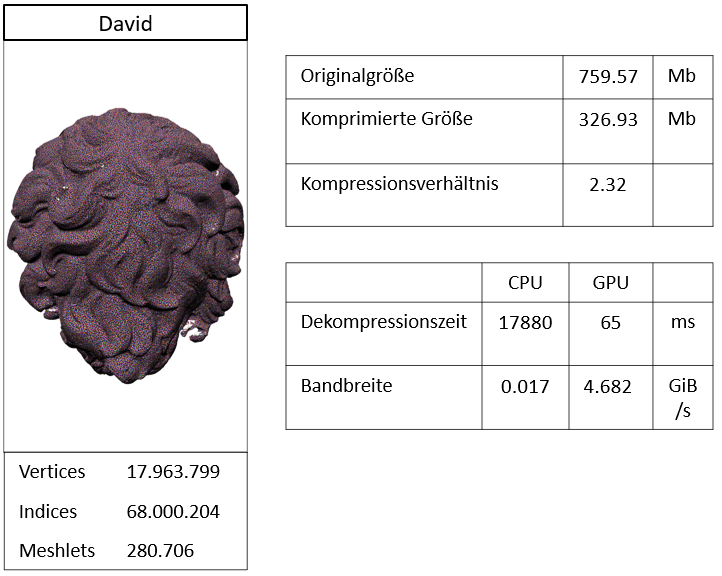 David
Originalgröße 759.57 Mb
Komprimierte Größe 326.93 Mb
Kompressionsverhältnis 2.32
CPU GPU
Dekompressionszeit 17880 65 ms
Bandbreite 0.017 4.682 GiB
/s
Vertices 17.963.799
Indices 68.000.204
Meshlets 280.706